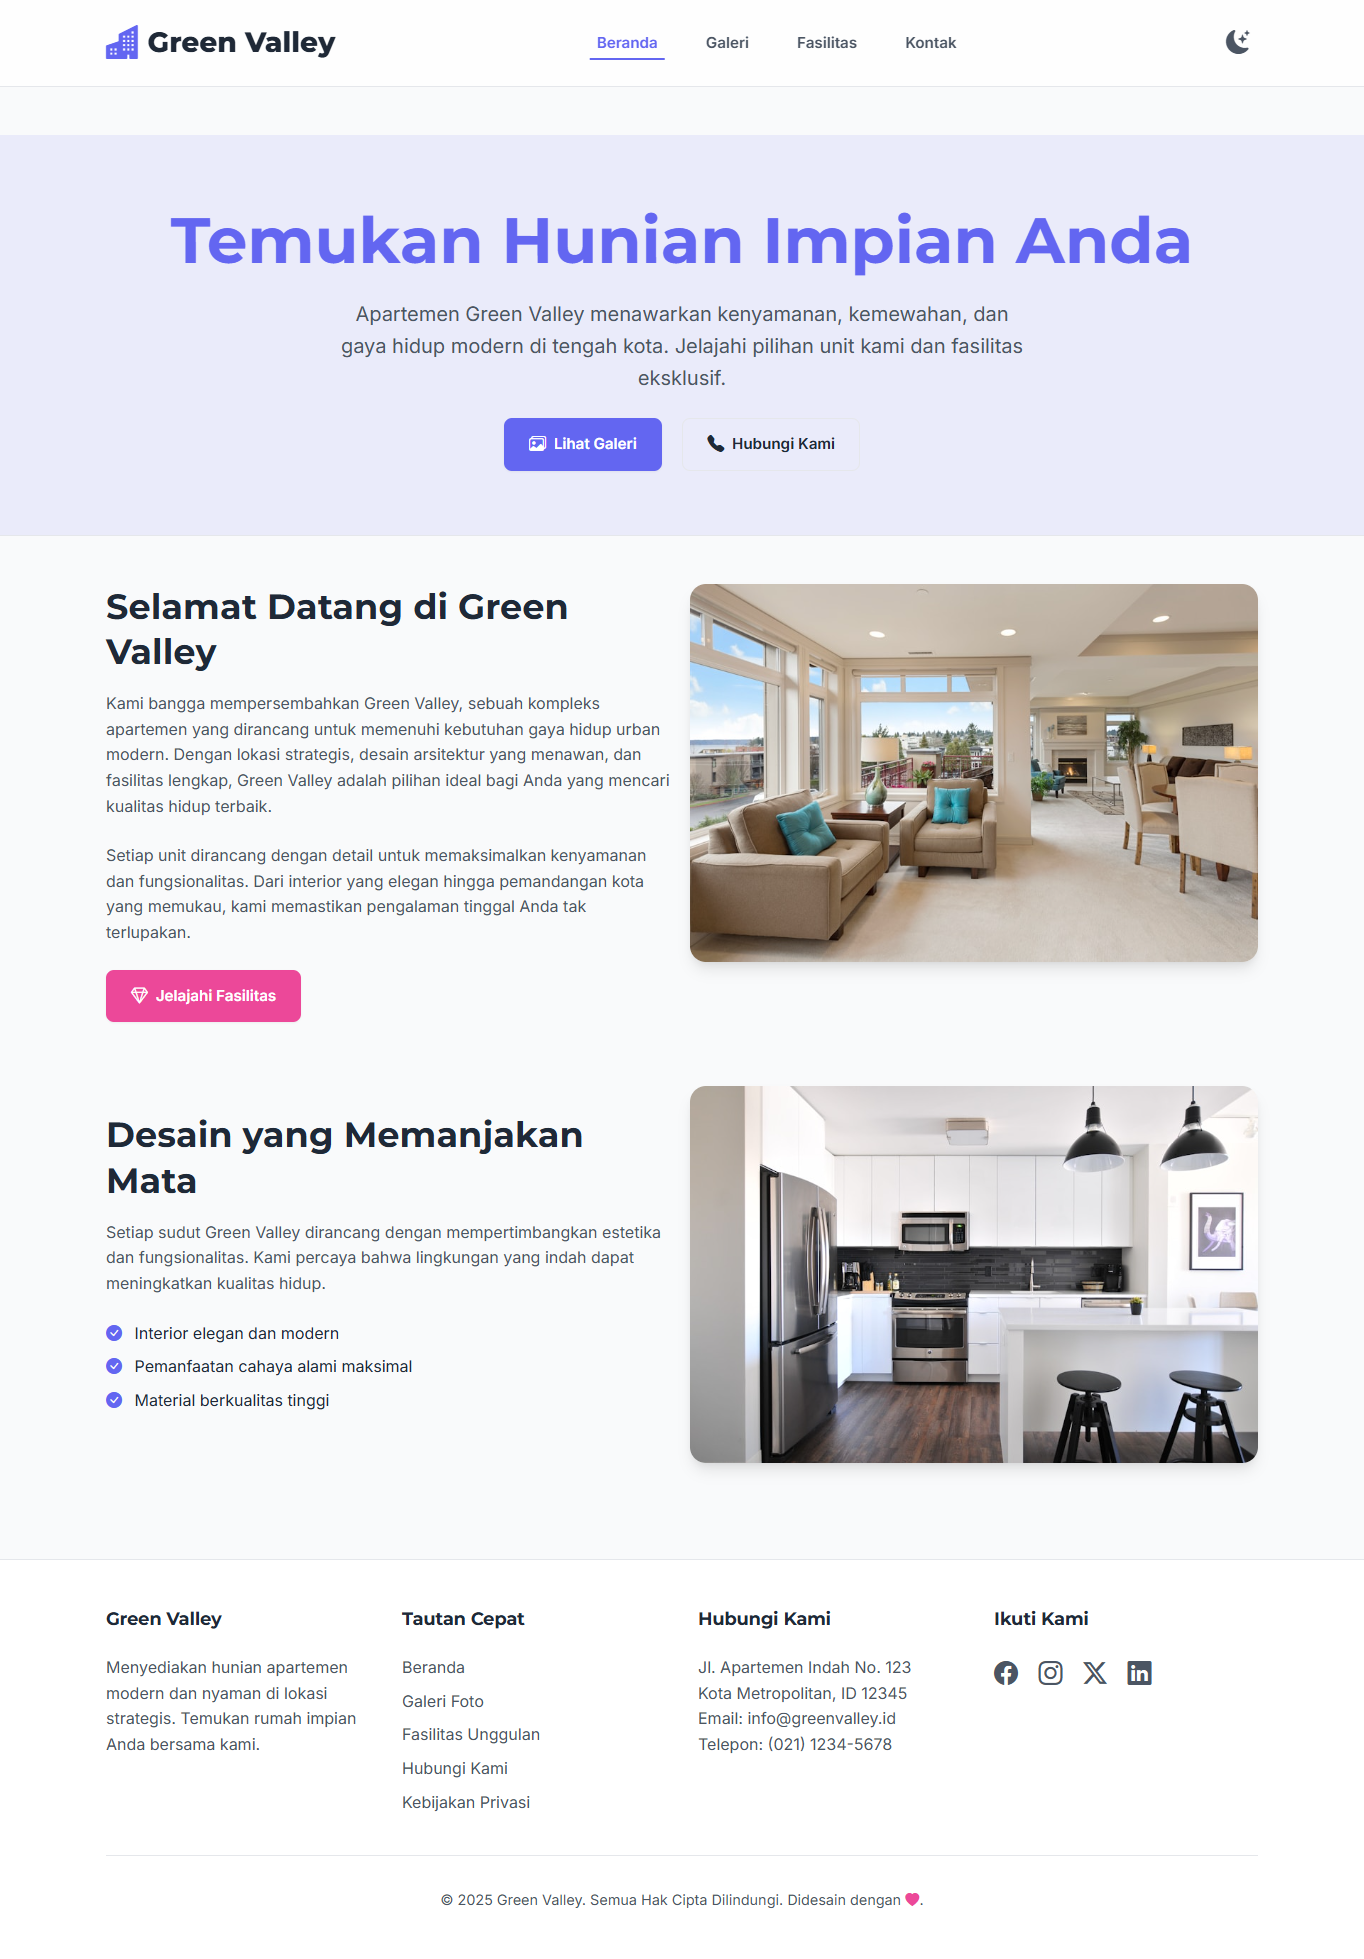 Green Valley
Beranda
Galeri
Fasilitas
Kontak
Temukan Hunian Impian Anda
Apartemen Green Valley menawarkan kenyamanan, kemewahan, dan
gaya hidup modern di tengah kota. Jelajahi pilihan unit kami dan fasilitas
eksklusif.
Lihat Galeri
Hubungi Kami
Selamat Datang di Green
Valley
Kami bangga mempersembahkan Green Valley, sebuah kompleks
apartemen yang dirancang untuk memenuhi kebutuhan gaya hidup urban
modern. Dengan lokasi strategis, desain arsitektur yang menawan, dan
fasilitas lengkap, Green Valley adalah pilihan ideal bagi Anda yang mencari
kualitas hidup terbaik.
Setiap unit dirancang dengan detail untuk memaksimalkan kenyamanan
dan fungsionalitas. Dari interior yang elegan hingga pemandangan kota
yang memukau, kami memastikan pengalaman tinggal Anda tak
terlupakan.
Jelajahi Fasilitas
Desain yang Memanjakan
Mata
Setiap sudut Green Valley dirancang dengan mempertimbangkan estetika
dan fungsionalitas. Kami percaya bahwa lingkungan yang indah dapat
meningkatkan kualitas hidup.
Interior elegan dan modern
Pemanfaatan cahaya alami maksimal
Material berkualitas tinggi
Green Valley
Menyediakan hunian apartemen
modern dan nyaman di lokasi
strategis. Temukan rumah impian
Anda bersama kami.
Tautan Cepat
Beranda
Galeri Foto
Fasilitas Unggulan
Hubungi Kami
Kebijakan Privasi
Hubungi Kami
Jl. Apartemen Indah No. 123
Kota Metropolitan, ID 12345
Email: info@greenvalley.id
Telepon: (021) 1234-5678
Ikuti Kami
© 2025 Green Valley. Semua Hak Cipta Dilindungi. Didesain dengan ♥.